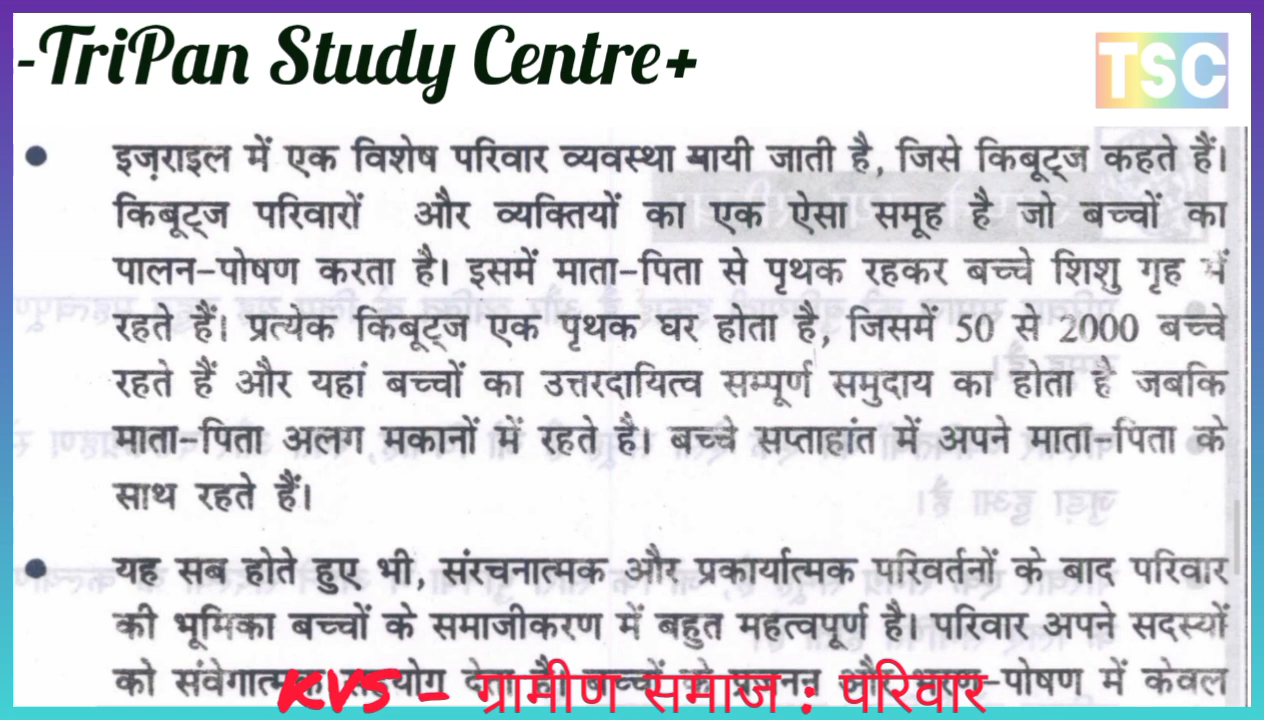 -TriPan Study Centre+
TSC
• इज़राइल में एक विशेष परिवार व्यवस्था पायी जाती है, जिसे किबूट्ज कहते हैं।
किबूट्ज परिवारों और व्यक्तियों का एक ऐसा समूह है जो बच्चों का
पालन-पोषण करता है। इसमें माता-पिता से पृथक रहकर बच्चे शिशु गृह में
रहते हैं। प्रत्येक किबूट्ज एक पृथक घर होता है, जिसमें 50 से 2000 बच्चे
रहते हैं और यहां बच्चों का उत्तरदायित्व सम्पूर्ण समुदाय का होता है जबकि
माता-पिता अलग मकानों में रहते है। बच्चे सप्ताहांत में अपने माता-पिता के
साथ रहते हैं।
• यह सब होते हुए भी, संरचनात्मक और प्रकार्यात्मक परिवर्तनों के बाद परिवार
की भूमिका बच्चों के समाजीकरण में बहुत महत्वपूर्ण है। परिवार अपने सदस्यों
को देता है। बच्चों प्रजनन और -पोषण में केवल
KVS - ग्रामीण समाज : परिवार